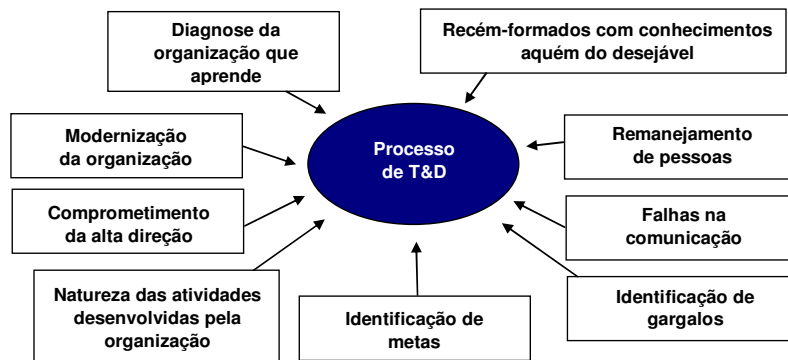 Diagnose da
organização que
aprende
Recém-formados com conhecimentos
aquém do desejável
Modernização
da organização
Processo
de T&D
Remanejamento
de pessoas
Comprometimento
da alta direção
Falhas na
comunicação
Natureza das atividades
desenvolvidas pela
organização
Identificação de
metas
Identificação de
gargalos